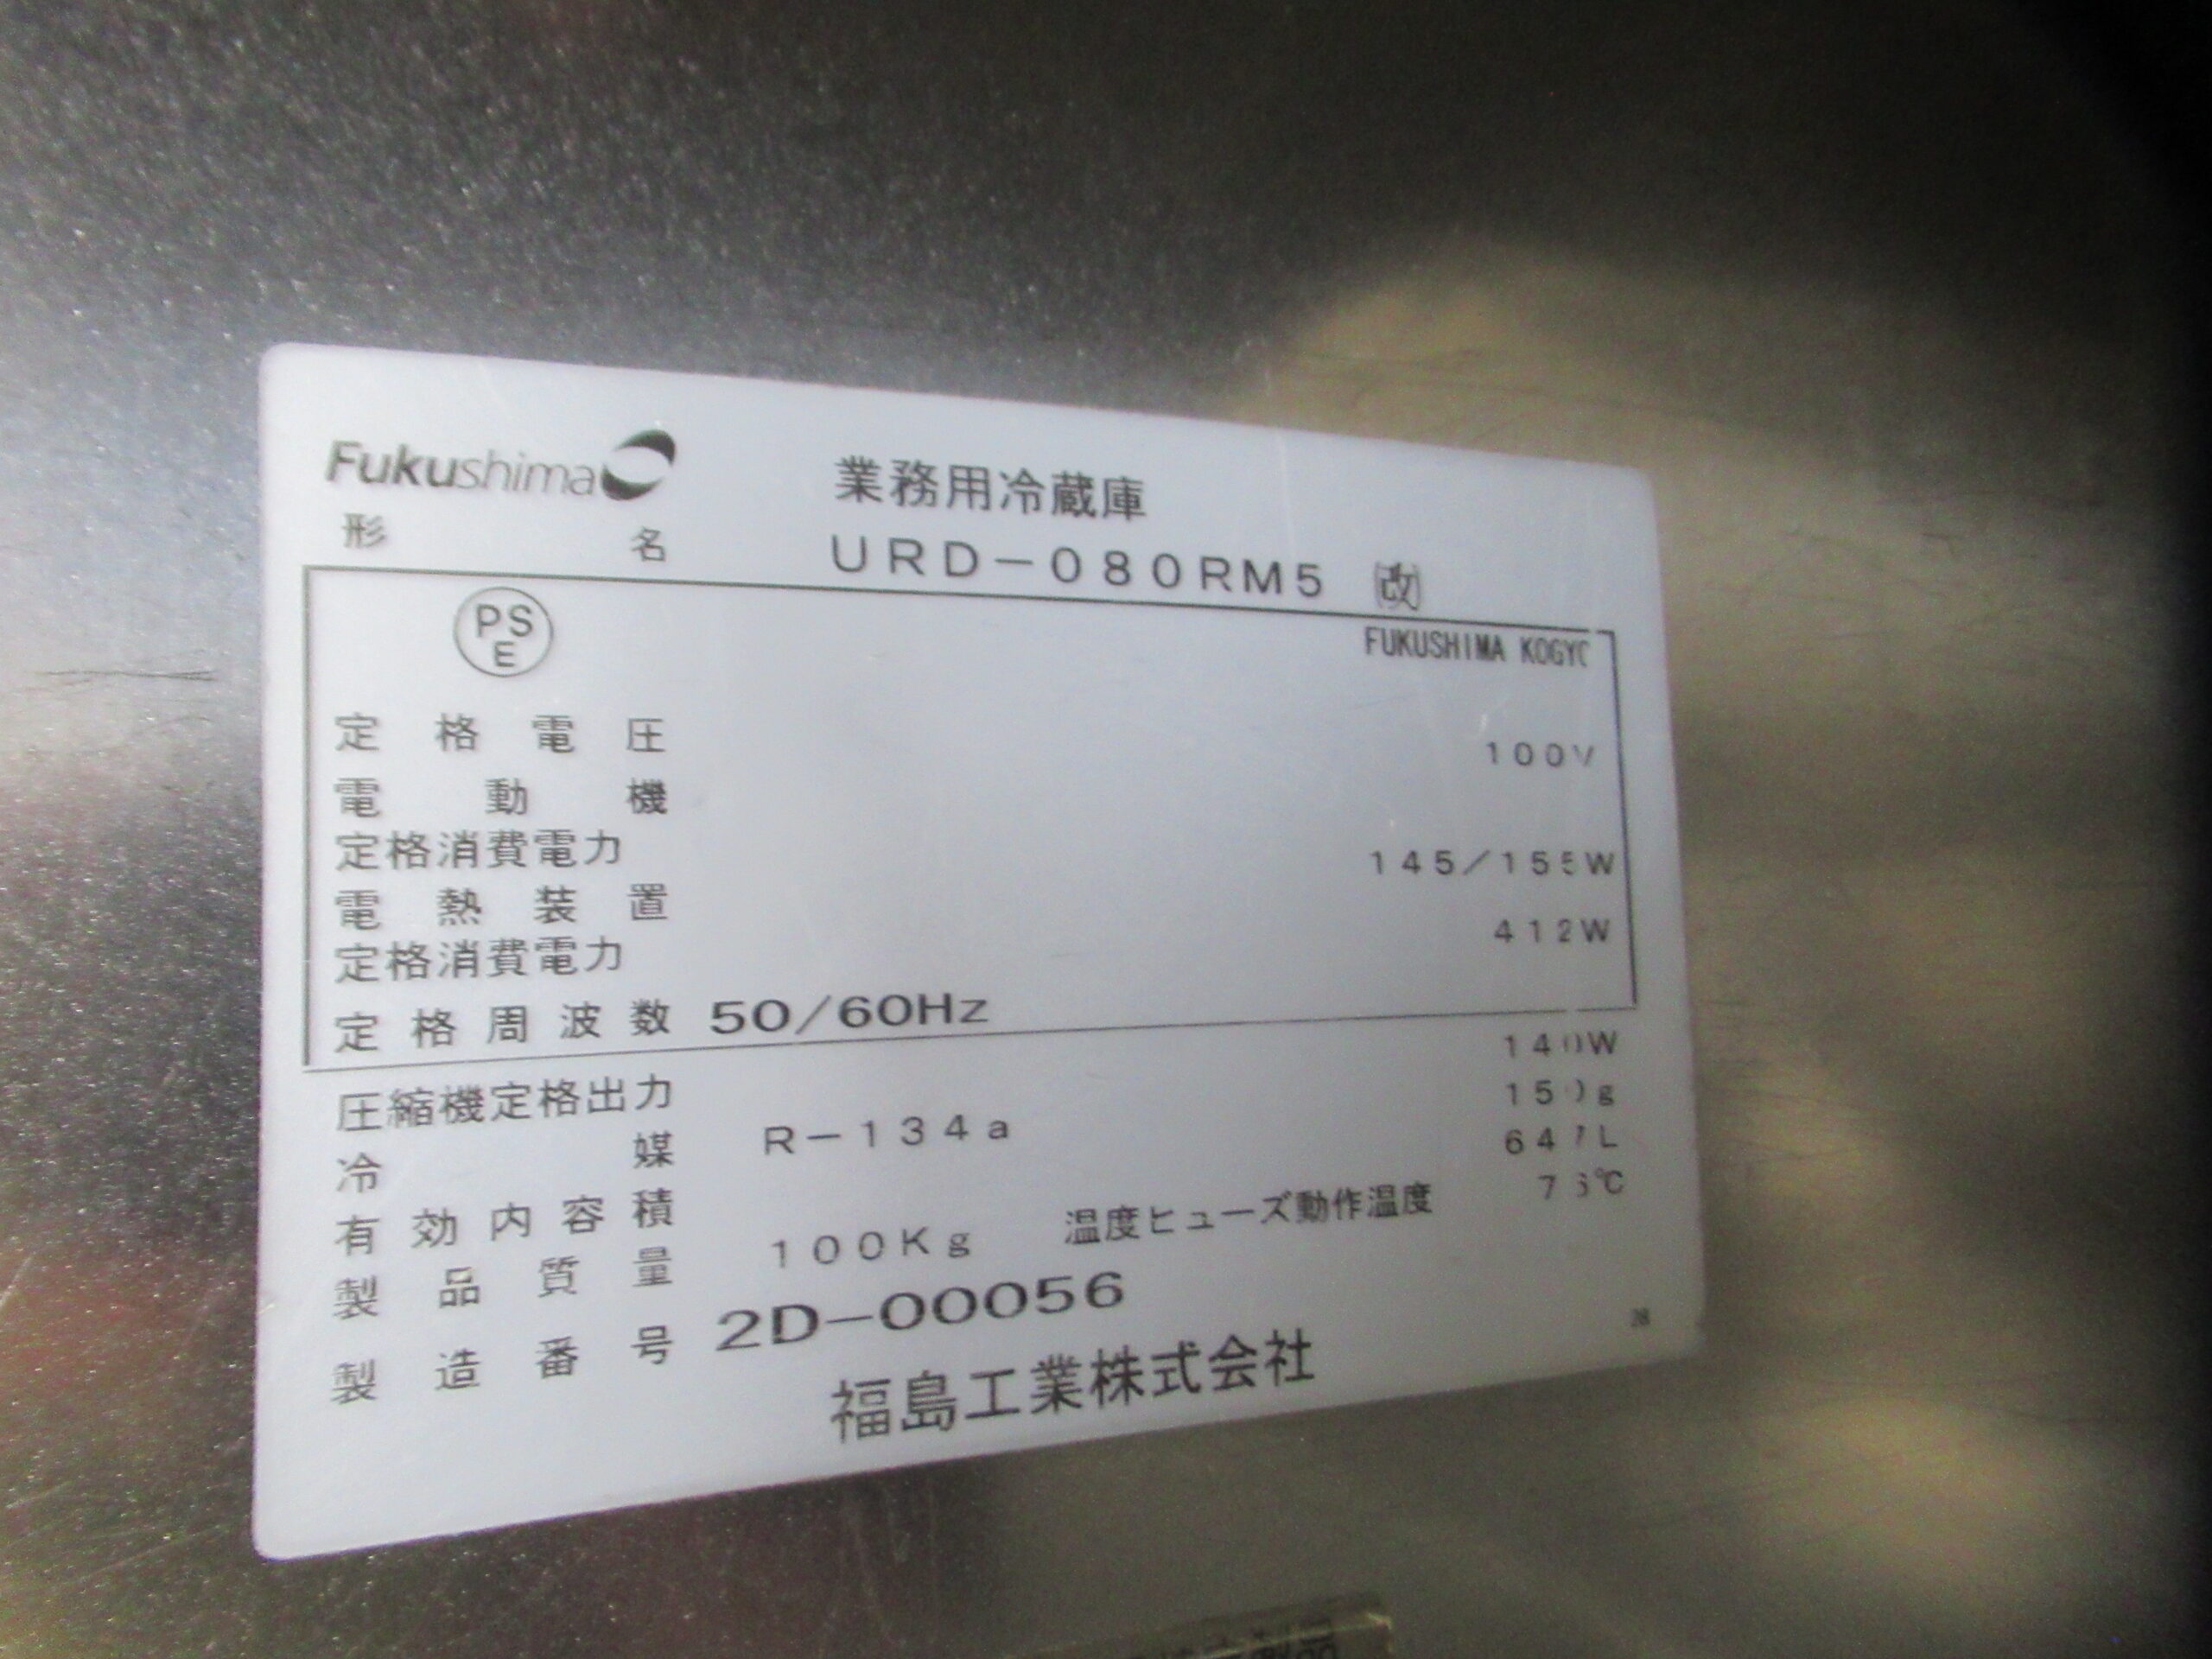 Fukushima 業務用冷蔵庫
形名 URD-080RM5 ㈶
PSE
FUKUSHIMA KOGYO
定格電圧 100V
電動機
定格消費電力 145/155W
電熱装置
定格消費電力 412W
定格周波数 50/60Hz
圧縮機定格出力 140W
冷媒 R-134a 150g
有効内容積 647L
製品質量 100Kg 温度ヒューズ動作温度 76℃
製造番号 2D-00056
福島工業株式会社